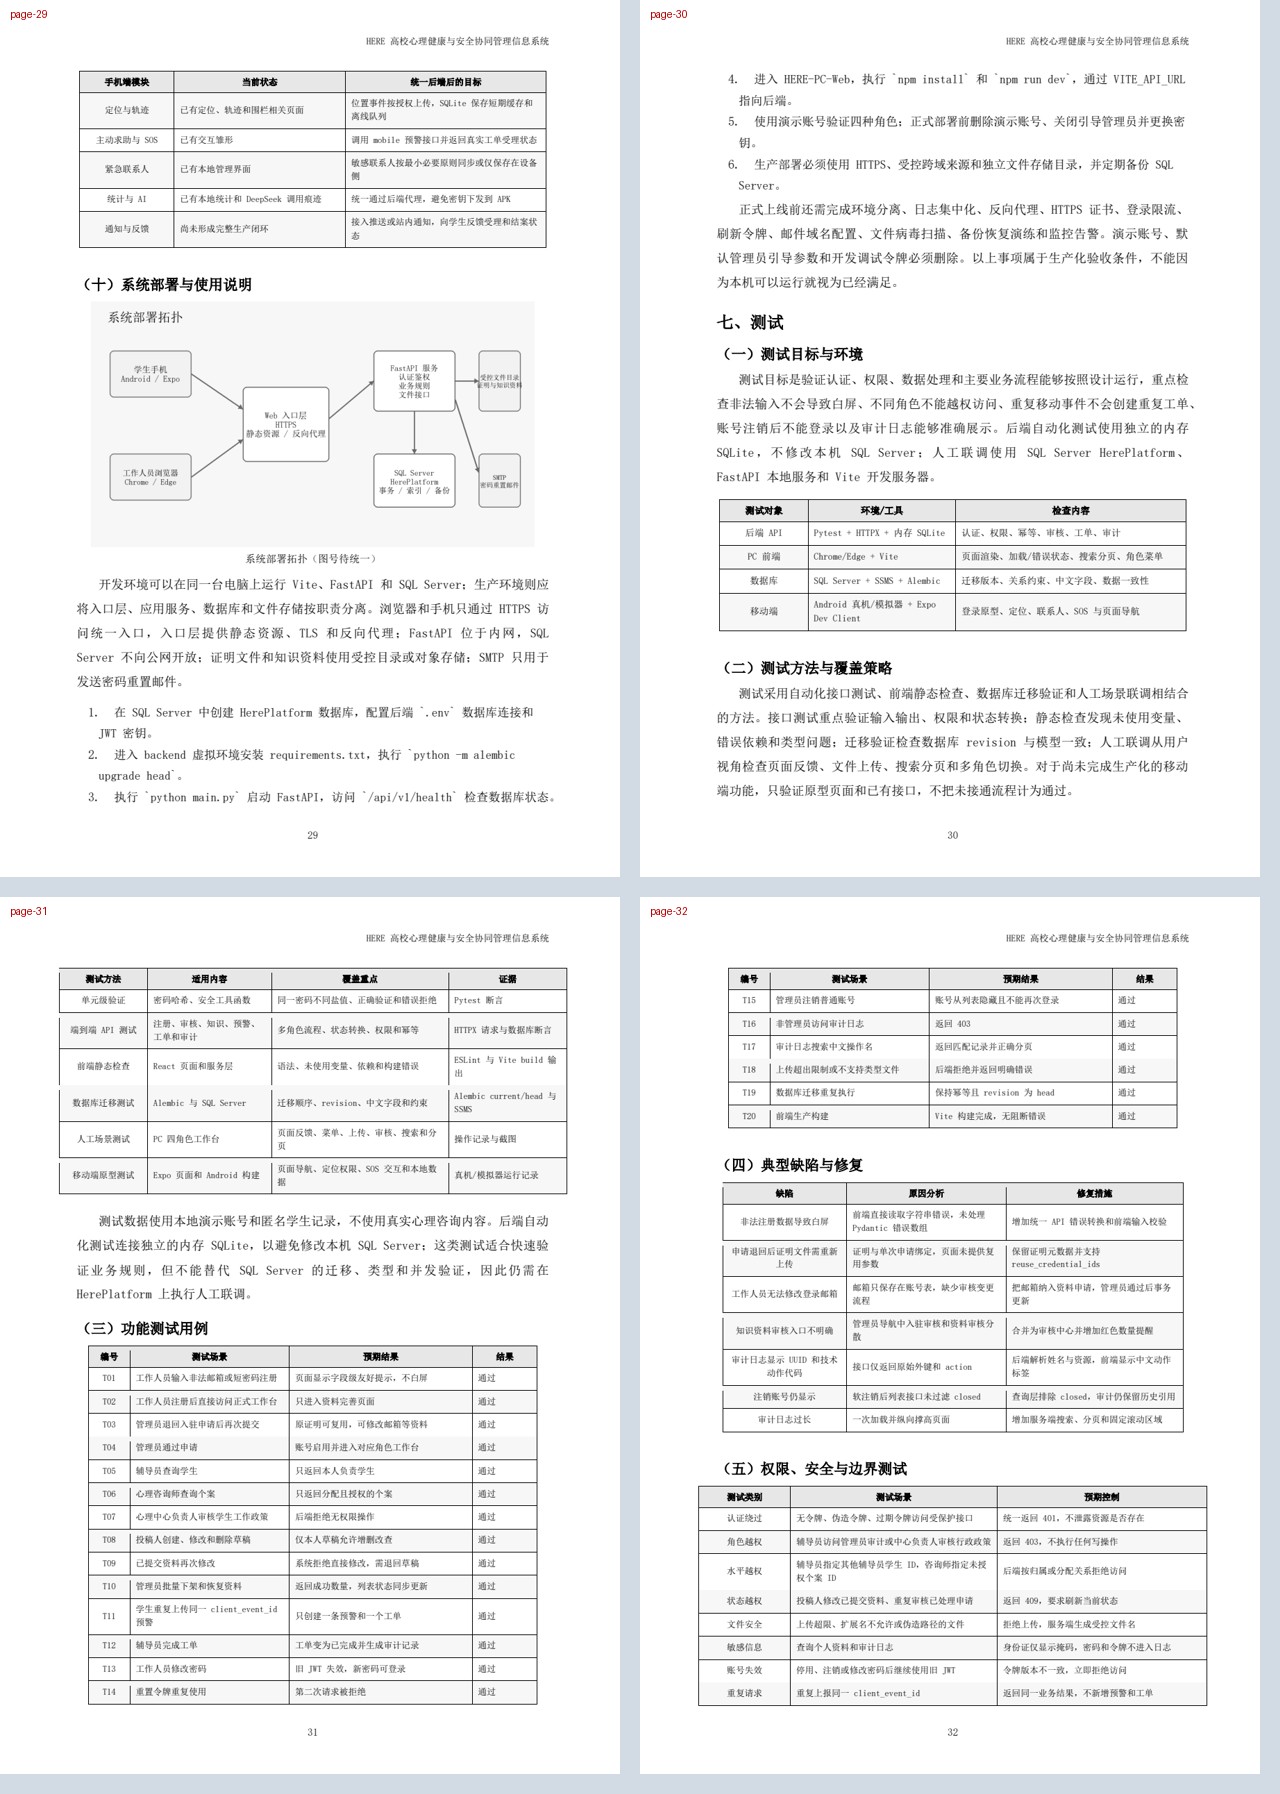 page-29
HERE 高校心理健康与安全协同管理信息系统
手机端模块 当前状态 统一后端后的目标
定位与轨迹 已有定位、轨迹和围栏相关页面 位置事件按授权上传，SQLite 保存短期缓存和
离线队列
主动求助与 SOS 已有交互雏形 调用 mobile 预警接口并返回真实工单受理状态
紧急联系人 已有本地管理界面 敏感联系人按最小必要原则同步或仅保存在设备
侧
统计与 AI 已有本地统计和 DeepSeek 调用痕迹 统一通过后端代理，避免密钥下发到 APK
通知与反馈 尚未形成完整生产闭环 接入推送或站内通知，向学生反馈受理和结案状
态
（十）系统部署与使用说明
系统部署拓扑
学生手机
Android / Expo
工作人员浏览器
Chrome / Edge
Web 入口层
HTTPS
静态资源 / 反向代理
FastAPI 服务
认证鉴权
业务规则
文件接口
SQL Server
HerePlatform
事务 / 索引 / 备份
受控文件目录
证明与知识资料
SMTP
密码重置邮件
系统部署拓扑（图号待统一）
开发环境可以在同一台电脑上运行 Vite、FastAPI 和 SQL Server；生产环境则应
将入口层、应用服务、数据库和文件存储按职责分离。浏览器和手机只通过 HTTPS 访
问统一入口，入口层提供静态资源、TLS 和反向代理；FastAPI 位于内网，SQL
Server 不向公网开放；证明文件和知识资料使用受控目录或对象存储；SMTP 只用于
发送密码重置邮件。
1. 在 SQL Server 中创建 HerePlatform 数据库，配置后端 `.env` 数据库连接和
JWT 密钥。
2. 进入 backend 虚拟环境安装 requirements.txt，执行 `python -m alembic
upgrade head`。
3. 执行 `python main.py` 启动 FastAPI，访问 `/api/v1/health` 检查数据库状态。
29
page-30
HERE 高校心理健康与安全协同管理信息系统
4. 进入 HERE-PC-Web，执行 `npm install` 和 `npm run dev`，通过 VITE_API_URL
指向后端。
5. 使用演示账号验证四种角色；正式部署前删除演示账号、关闭引导管理员并更换密
钥。
6. 生产部署必须使用 HTTPS、受控跨域来源和独立文件存储目录，并定期备份 SQL
Server。
正式上线前还需完成环境分离、日志集中化、反向代理、HTTPS 证书、登录限流、
刷新令牌、邮件域名配置、文件病毒扫描、备份恢复演练和监控告警。演示账号、默
认管理员引导参数和开发调试令牌必须删除。以上事项属于生产化验收条件，不能因
为本机可以运行就视为已经满足。
七、测试
（一）测试目标与环境
测试目标是验证认证、权限、数据处理和主要业务流程能够按照设计运行，重点检
查非法输入不会导致白屏、不同角色不能越权访问、重复移动事件不会创建重复工单、
账号注销后不能登录以及审计日志能够准确展示。后端自动化测试使用独立的内存
SQLite，不修改本机 SQL Server；人工联调使用 SQL Server HerePlatform、
FastAPI 本地服务和 Vite 开发服务器。
测试对象 环境/工具 检查内容
后端 API Pytest + HTTPX + 内存 SQLite 认证、权限、幂等、审核、工单、审计
PC 前端 Chrome/Edge + Vite 页面渲染、加载/错误状态、搜索分页、角色菜单
数据库 SQL Server + SSMS + Alembic 迁移版本、关系约束、中文字段、数据一致性
移动端 Android 真机/模拟器 + Expo
Dev Client 登录原型、定位、联系人、SOS 与页面导航
（二）测试方法与覆盖策略
测试采用自动化接口测试、前端静态检查、数据库迁移验证和人工场景联调相结合
的方法。接口测试重点验证输入输出、权限和状态转换；静态检查发现未使用变量、
错误依赖和类型问题；迁移验证检查数据库 revision 与模型一致；人工联调从用户
视角检查页面反馈、文件上传、搜索分页和多角色切换。对于尚未完成生产化的移动
端功能，只验证原型页面和已有接口，不把未接通流程计为通过。
30
page-31
HERE 高校心理健康与安全协同管理信息系统
测试方法 适用内容 覆盖重点 证据
单元级验证 密码哈希、安全工具函数 同一密码不同盐值、正确验证和错误拒绝 Pytest 断言
端到端 API 测试 注册、审核、知识、预警、
工单和审计 多角色流程、状态转换、权限和幂等 HTTPX 请求与数据库断言
前端静态检查 React 页面和服务层 语法、未使用变量、依赖和构建错误 ESLint 与 Vite build 输
出
数据库迁移测试 Alembic 与 SQL Server 迁移顺序、revision、中文字段和约束 Alembic current/head 与
SSMS
人工场景测试 PC 四角色工作台 页面反馈、菜单、上传、审核、搜索和分
页 操作记录与截图
移动端原型测试 Expo 页面和 Android 构建 页面导航、定位权限、SOS 交互和本地数
据 真机/模拟器运行记录
测试数据使用本地演示账号和匿名学生记录，不使用真实心理咨询内容。后端自动
化测试连接独立的内存 SQLite，以避免修改本机 SQL Server；这类测试适合快速验
证业务规则，但不能替代 SQL Server 的迁移、类型和并发验证，因此仍需在
HerePlatform 上执行人工联调。
（三）功能测试用例
编号 测试场景 预期结果 结果
T01 工作人员输入非法邮箱或短密码注册 页面显示字段级友好提示，不白屏 通过
T02 工作人员注册后直接访问正式工作台 只进入资料完善页面 通过
T03 管理员退回入驻申请后再次提交 原证明可复用，可修改邮箱等资料 通过
T04 管理员通过申请 账号启用并进入对应角色工作台 通过
T05 辅导员查询学生 只返回本人负责学生 通过
T06 心理咨询师查询个案 只返回分配且授权的个案 通过
T07 心理中心负责人审核学生工作政策 后端拒绝无权限操作 通过
T08 投稿人创建、修改和删除草稿 仅本人草稿允许增删改查 通过
T09 已提交资料再次修改 系统拒绝直接修改，需退回草稿 通过
T10 管理员批量下架和恢复资料 返回成功数量，列表状态同步更新 通过
T11 学生重复上传同一 client_event_id
预警 只创建一条预警和一个工单 通过
T12 辅导员完成工单 工单变为已完成并生成审计记录 通过
T13 工作人员修改密码 旧 JWT 失效，新密码可登录 通过
T14 重置令牌重复使用 第二次请求被拒绝 通过
31
page-32
HERE 高校心理健康与安全协同管理信息系统
编号 测试场景 预期结果 结果
T15 管理员注销普通账号 账号从列表隐藏且不能再次登录 通过
T16 非管理员访问审计日志 返回 403 通过
T17 审计日志搜索中文操作名 返回匹配记录并正确分页 通过
T18 上传超出限制或不支持类型文件 后端拒绝并返回明确错误 通过
T19 数据库迁移重复执行 保持幂等且 revision 为 head 通过
T20 前端生产构建 Vite 构建完成，无阻断错误 通过
（四）典型缺陷与修复
缺陷 原因分析 修复措施
非法注册数据导致白屏 前端直接读取字符串错误，未处理
Pydantic 错误数组 增加统一 API 错误转换和前端输入校验
申请退回后证明文件需重新
上传 证明与单次申请绑定，页面未提供复
用参数 保留证明元数据并支持
reuse_credential_ids
工作人员无法修改登录邮箱 邮箱只保存在账号表，缺少审核变更
流程 把邮箱纳入资料申请，管理员通过后事务
更新
知识资料审核入口不明确 管理员导航中入驻审核和资料审核分
散 合并为审核中心并增加红色数量提醒
审计日志显示 UUID 和技术
动作代码 接口仅返回原始外键和 action 后端解析姓名与资源，前端显示中文动作
标签
注销账号仍显示 软注销后列表接口未过滤 closed 查询层排除 closed，审计仍保留历史引用
审计日志过长 一次加载并纵向撑高页面 增加服务端搜索、分页和固定滚动区域
（五）权限、安全与边界测试
测试类别 测试场景 预期控制
认证绕过 无令牌、伪造令牌、过期令牌访问受保护接口 统一返回 401，不泄露资源是否存在
角色越权 辅导员访问管理员审计或中心负责人审核行政政策 返回 403，不执行任何写操作
水平越权 辅导员指定其他辅导员学生 ID，咨询师指定未授
权个案 ID 后端按归属或分配关系拒绝访问
状态越权 投稿人修改已提交资料、重复审核已处理申请 返回 409，要求刷新当前状态
文件安全 上传超限、扩展名不允许或伪造路径的文件 拒绝上传，服务端生成受控文件名
敏感信息 查询个人资料和审计日志 身份证仅显示掩码，密码和令牌不进入日志
账号失效 停用、注销或修改密码后继续使用旧 JWT 令牌版本不一致，立即拒绝访问
重复请求 重复上报同一 client_event_id 返回同一业务结果，不新增预警和工单
32